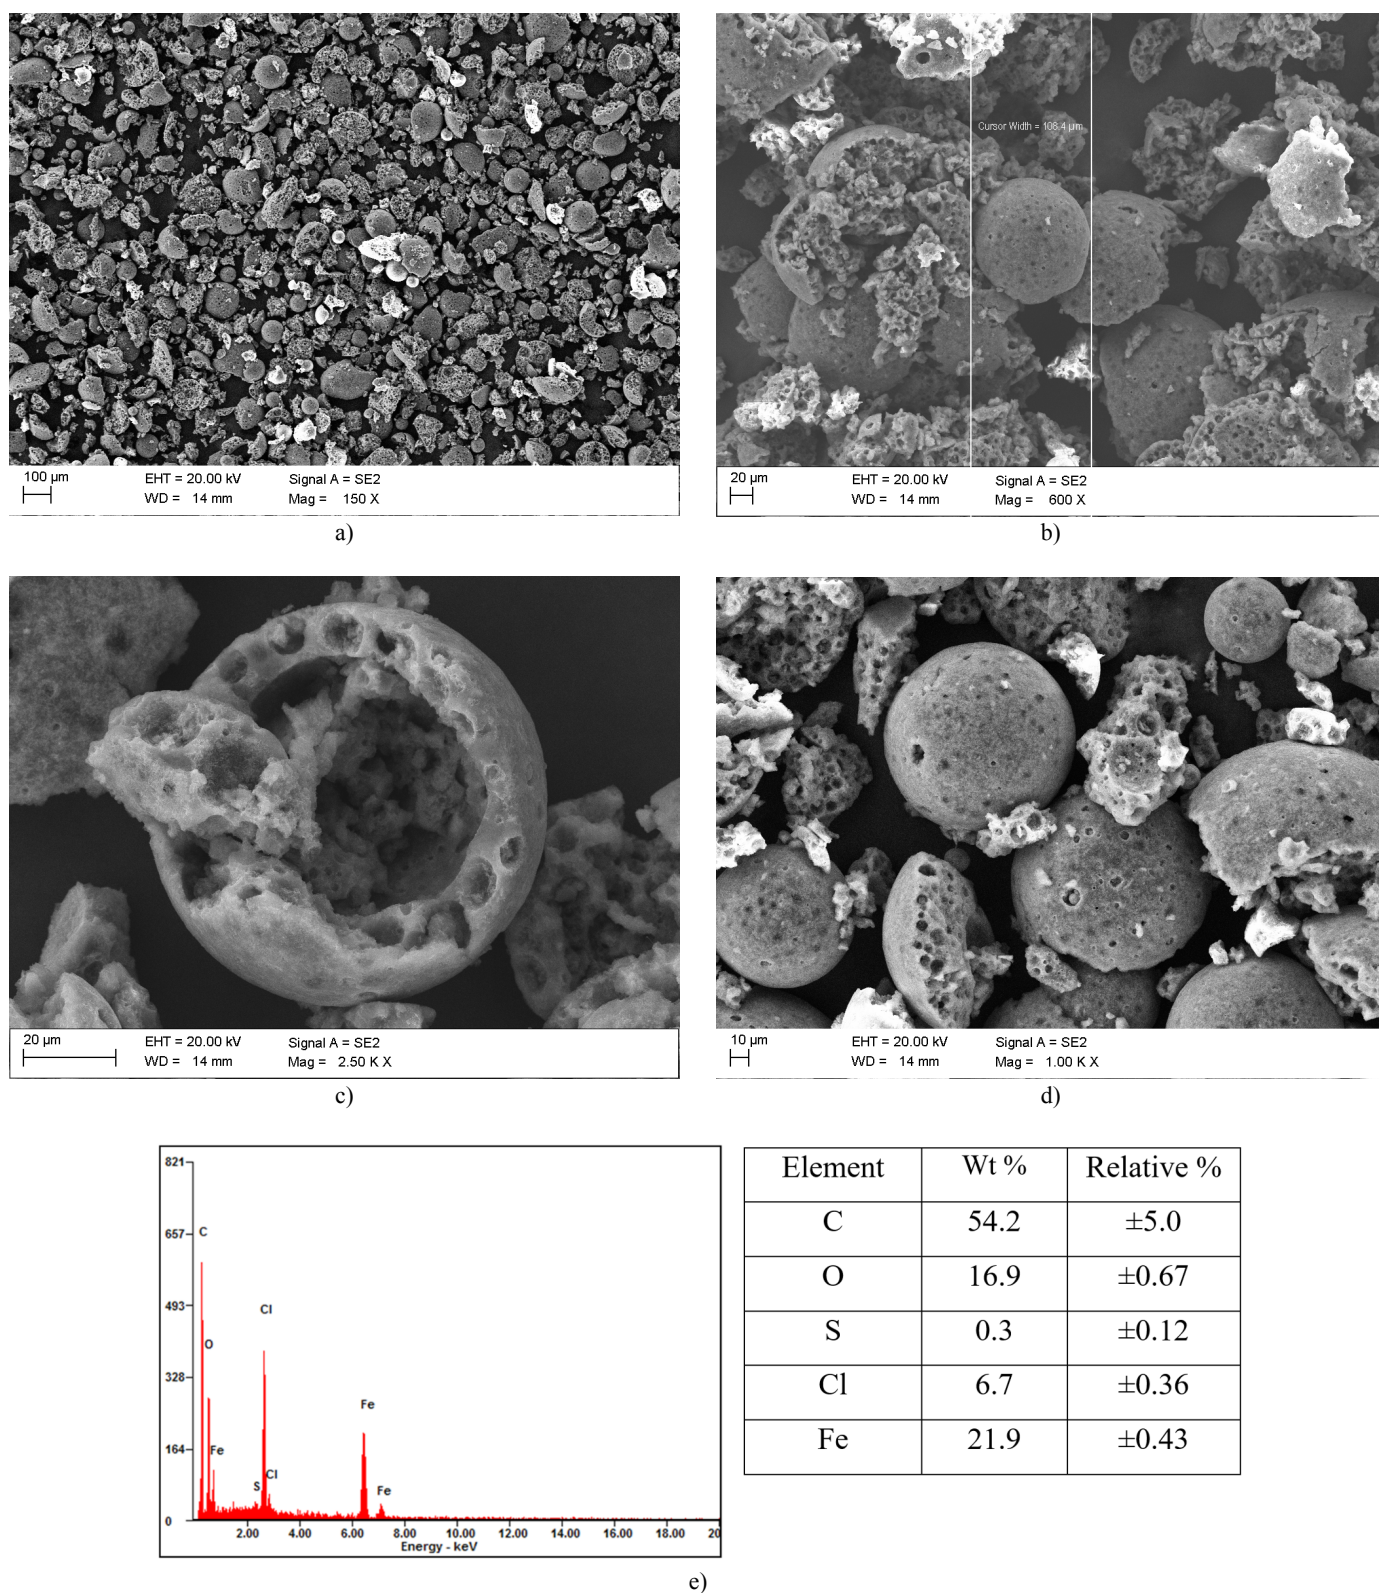 100 µm EHT = 20.00 kV Signal A = SE2
WD = 14 mm Mag = 150 X
a)
Cursor Width = 108.4 µm
20 µm EHT = 20.00 kV Signal A = SE2
WD = 14 mm Mag = 600 X
b)
20 µm EHT = 20.00 kV Signal A = SE2
WD = 14 mm Mag = 2.50 K X
c)
10 µm EHT = 20.00 kV Signal A = SE2
WD = 14 mm Mag = 1.00 K X
d)
821
657
C
493
Cl
O
328
Fe
164
Fe
S
Cl
Fe
0
2.00 4.00 6.00 8.00 10.00 12.00 14.00 16.00 18.00 20
Energy - keV
Element Wt % Relative %
C 54.2 ±5.0
O 16.9 ±0.67
S 0.3 ±0.12
Cl 6.7 ±0.36
Fe 21.9 ±0.43
e)